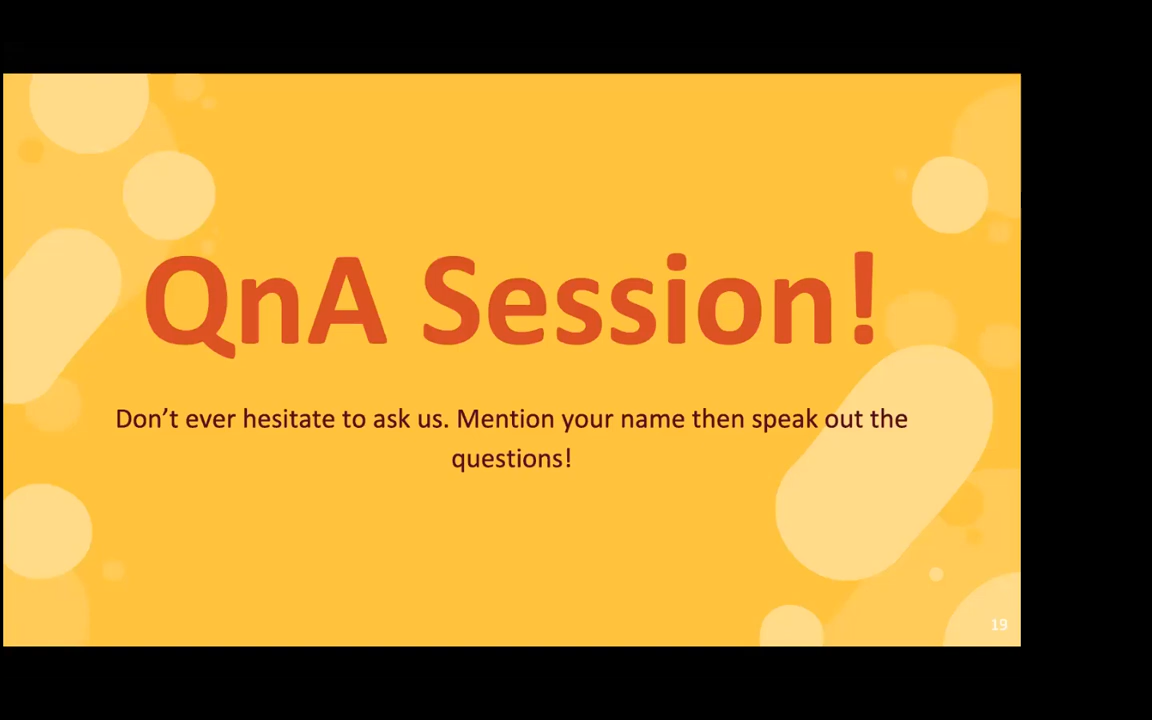 QnA Session!
Don’t ever hesitate to ask us. Mention your name then speak out the
questions!
19